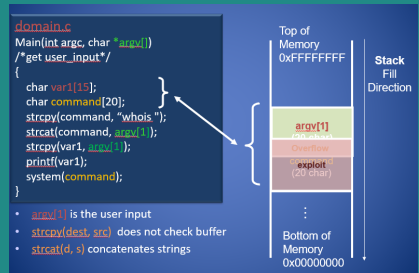 domain.c
Main(int argc, char *argv[])
/*get user_input*/
{
char var1[15];
char command[20];
strcpy(command, "whois ");
strcat(command, argv[1]);
strcpy(var1, argv[1]);
printf(var1);
system(command);
}
• argv[1] is the user input
• strcpy(dest, src) does not check buffer
• strcat(d, s) concatenates strings
Top of
Memory
0xFFFFFFFF
Stack
Fill
Direction
argv[1]
Overflow
exploit
(20 char)
⋮
Bottom of
Memory
0x00000000